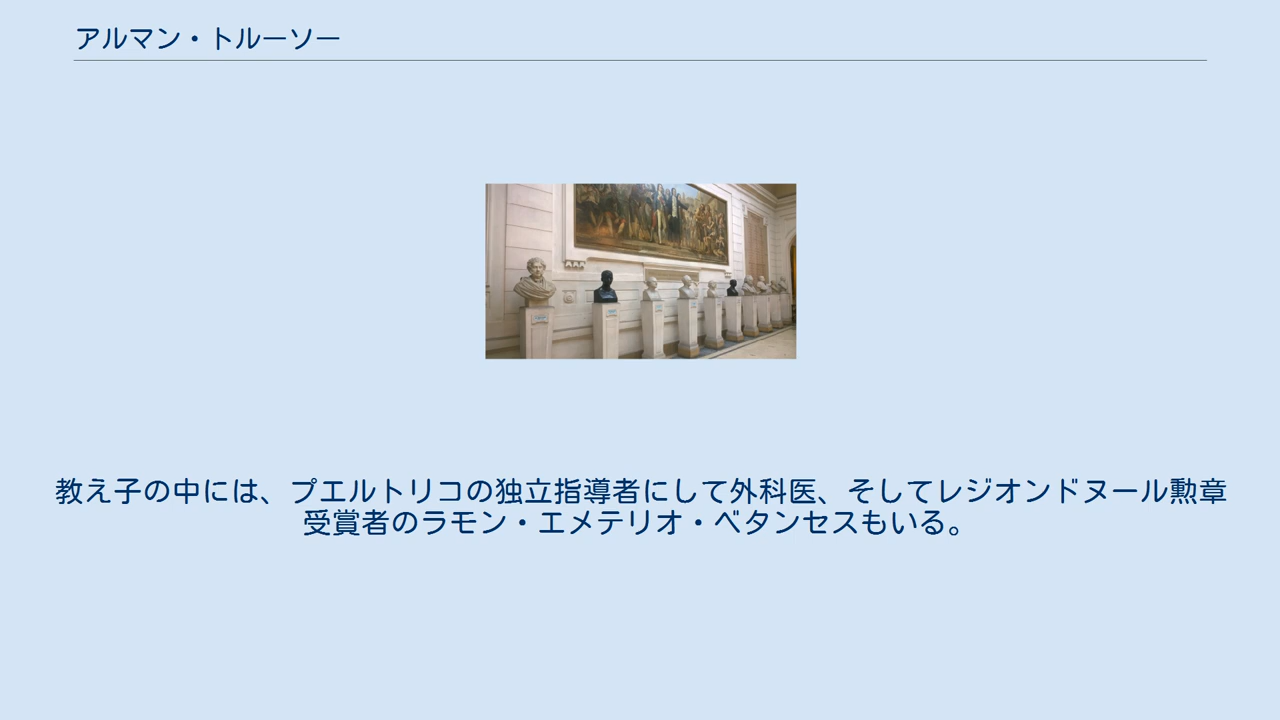 アルマン・トルーソー
教え子の中には、プエルトリコの独立指導者にして外科医、そしてレジオンドヌール勲章
受賞者のラモン・エメテリオ・ベタンセスもいる。